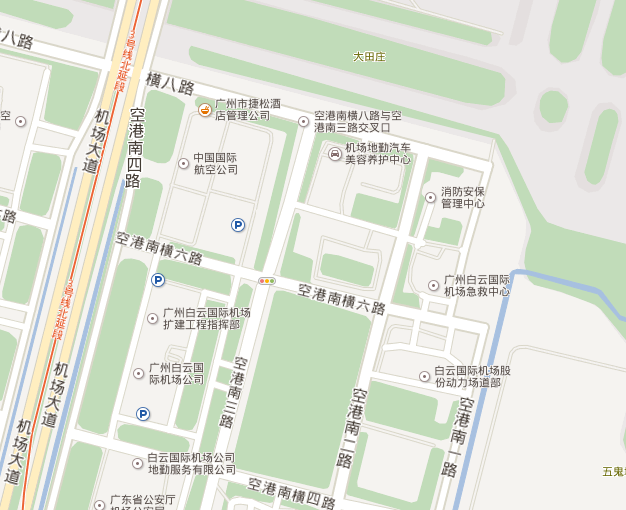 横八路
3号线北延段
大田庄
横八路
机场大道
空港南四路
广州市捷松酒
店管理公司
空港南横八路与空
港南三路交叉口
机场地勤汽车
美容养护中心
中国国际
航空公司
消防安保
管理中心
空
路
P
空港南横六路
P
空港南横六路
广州白云国际
机场急救中心
3号线北延段
广州白云国际机场
扩建工程指挥部
广州白云国
际机场公司
机场大道
空港南三路
空港南二路
空港南一路
白云国际机场股
份动力场道部
P
机场大道
白云国际机场公司
地勤服务有限公司
空港南横四路
五鬼
广东省公安厅